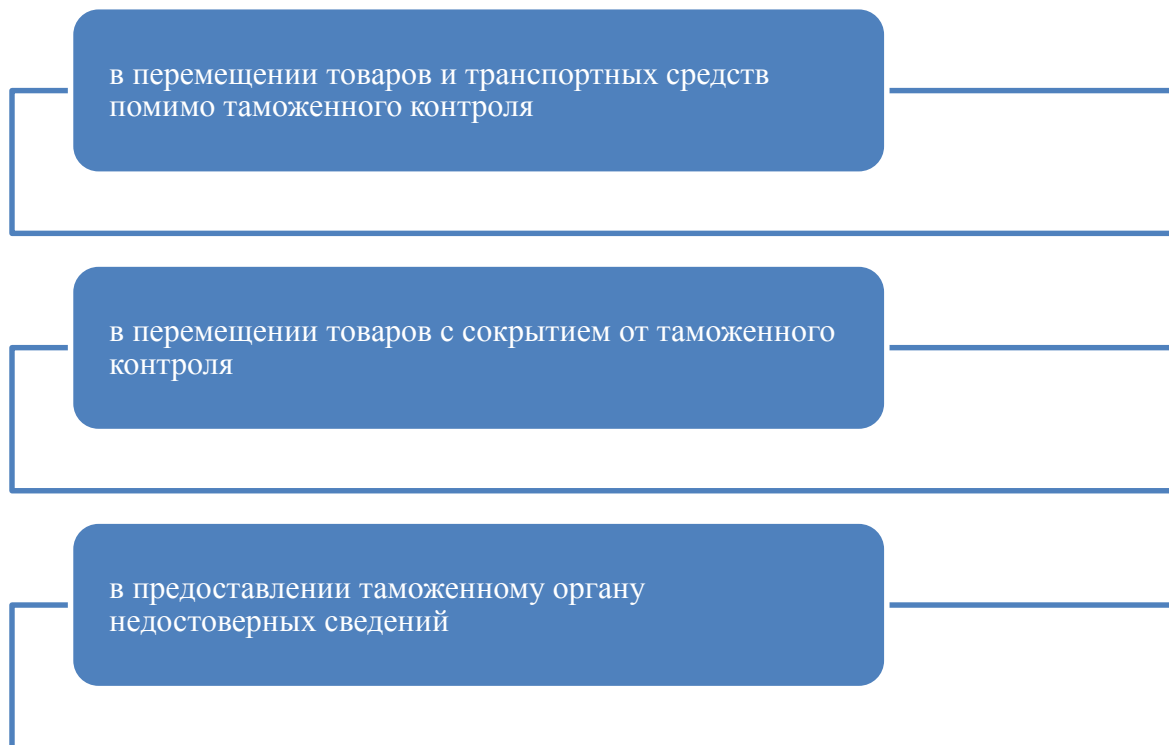 в перемещении товаров и транспортных средств
помимо таможенного контроля
в перемещении товаров с сокрытием от таможенного
контроля
в предоставлении таможенному органу
недостоверных сведений